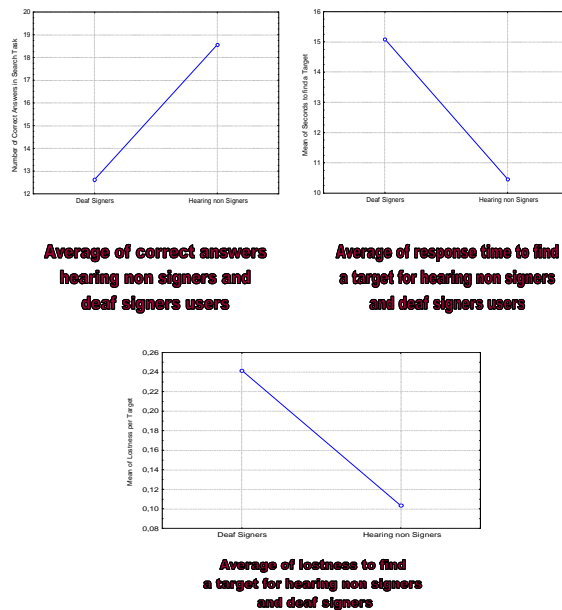 Number of Correct Answers in Search Task
20
19
18
17
16
15
14
13
12
Deaf Signers Hearing non Signers
Average of correct answers
hearing non signers and
deaf signers users
Mean of Seconds to find a Target
16
15
14
13
12
11
10
Deaf Signers Hearing non Signers
Average of response time to find
a target for hearing non signers
and deaf signers users
Mean of Lostness per Target
0,26
0,24
0,22
0,20
0,18
0,16
0,14
0,12
0,10
0,08
Deaf Signers Hearing non Signers
Average of lostness to find
a target for hearing non signers
and deaf signers